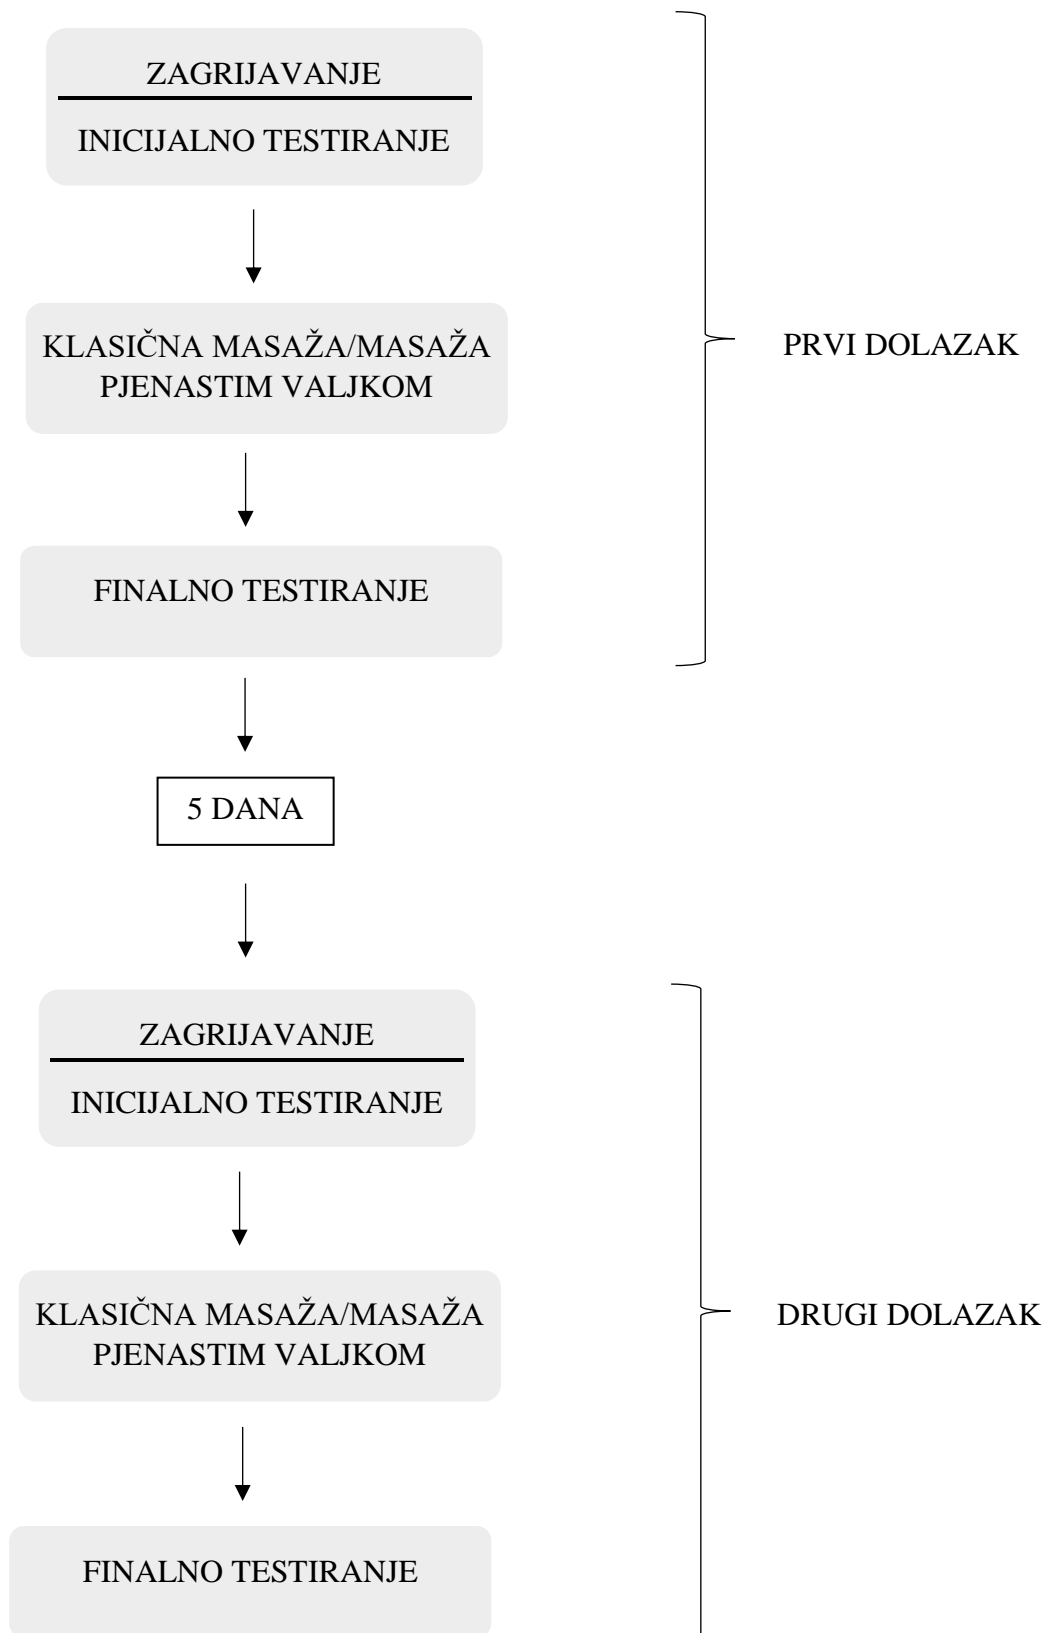 ZAGRIJAVANJE
INICIJALNO TESTIRANJE
KLASIČNA MASAŽA/MASAŽA
PJENASTIM VALJKOM
PRVI DOLAZAK
FINALNO TESTIRANJE
5 DANA
ZAGRIJAVANJE
INICIJALNO TESTIRANJE
KLASIČNA MASAŽA/MASAŽA
PJENASTIM VALJKOM
DRUGI DOLAZAK
FINALNO TESTIRANJE